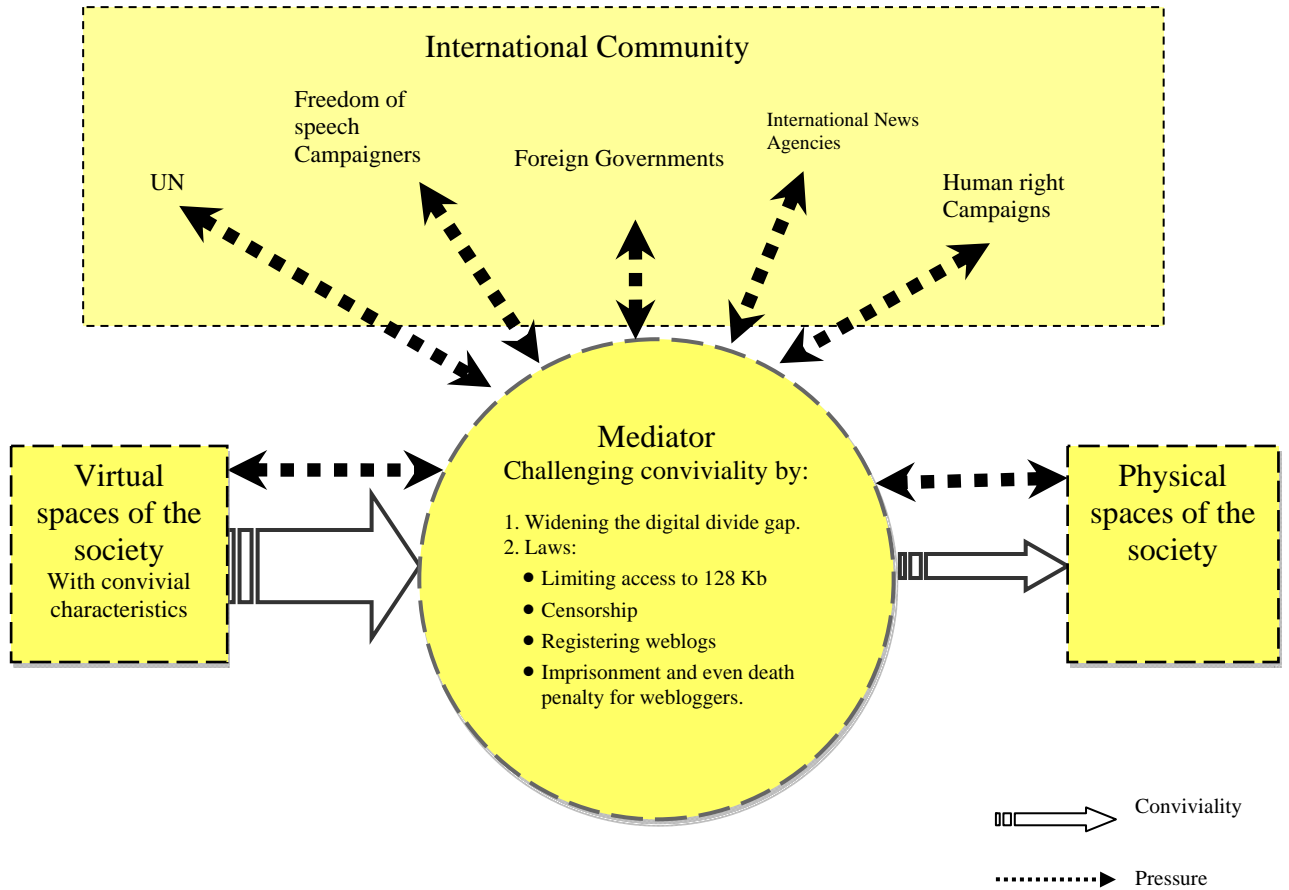 International Community
Freedom of
speech
Campaigners
International News
Agencies
Foreign Governments
UN
Human right
Campaigns
Virtual
spaces of the
society
With convivial
characteristics
Mediator
Challenging conviviality by:
1. Widening the digital divide gap.
2. Laws:
• Limiting access to 128 Kb
• Censorship
• Registering weblogs
• Imprisonment and even death
penalty for webloggers.
Physical
spaces of the
society
Conviviality
Pressure